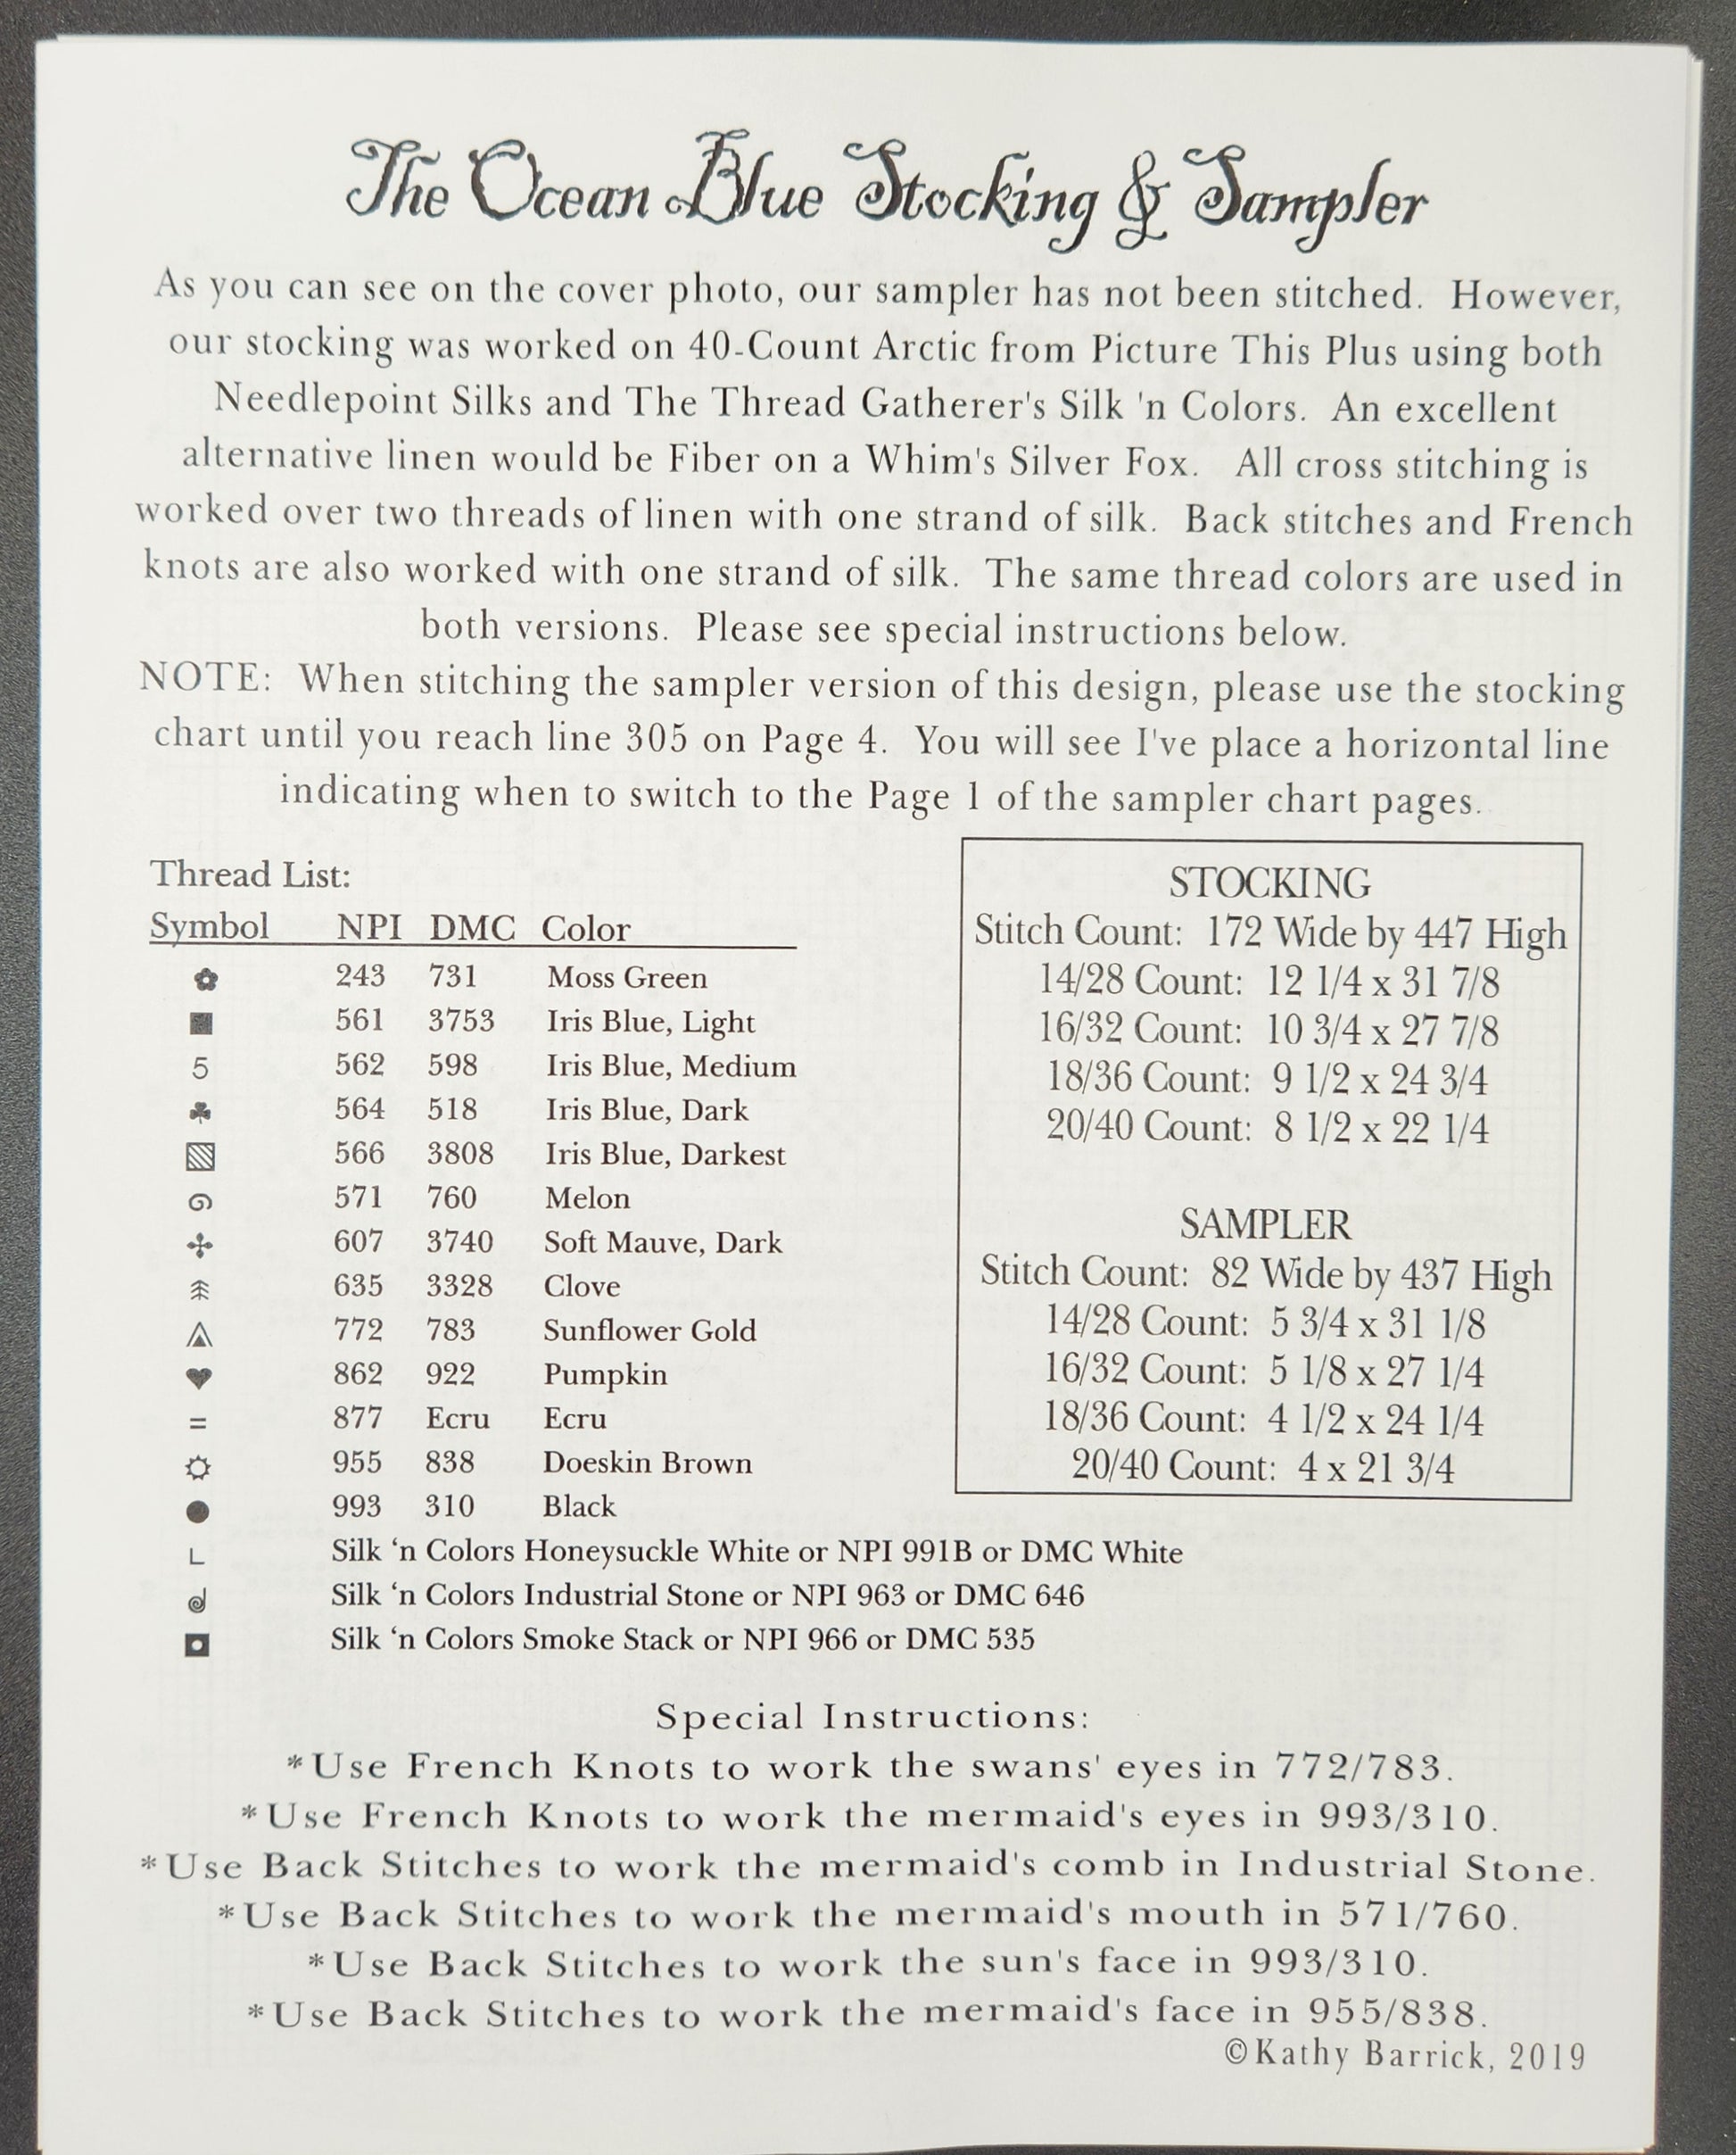 The Ocean Blue Stocking & Sampler
As you can see on the cover photo, our sampler has not been stitched. However,
our stocking was worked on 40-Count Arctic from Picture This Plus using both
Needlepoint Silks and The Thread Gatherer's Silk 'n Colors. An excellent
alternative linen would be Fiber on a Whim's Silver Fox. All cross stitching is
worked over two threads of linen with one strand of silk. Back stitches and French
knots are also worked with one strand of silk. The same thread colors are used in
both versions. Please see special instructions below.
NOTE: When stitching the sampler version of this design, please use the stocking
chart until you reach line 305 on Page 4. You will see I've place a horizontal line
indicating when to switch to the Page 1 of the sampler chart pages.
Thread List:
Symbol NPI DMC Color
243 731 Moss Green
561 3753 Iris Blue, Light
5 562 598 Iris Blue, Medium
564 518 Iris Blue, Dark
566 3808 Iris Blue, Darkest
571 760 Melon
607 3740 Soft Mauve, Dark
635 3328 Clove
772 783 Sunflower Gold
862 922 Pumpkin
= 877 Ecru Ecru
955 838 Doeskin Brown
993 310 Black
Silk ‘n Colors Honeysuckle White or NPI 991B or DMC White
Silk ‘n Colors Industrial Stone or NPI 963 or DMC 646
Silk ‘n Colors Smoke Stack or NPI 966 or DMC 535
STOCKING
Stitch Count: 172 Wide by 447 High
14/28 Count: 12 1/4 x 31 7/8
16/32 Count: 10 3/4 x 27 7/8
18/36 Count: 9 1/2 x 24 3/4
20/40 Count: 8 1/2 x 22 1/4
SAMPLER
Stitch Count: 82 Wide by 437 High
14/28 Count: 5 3/4 x 31 1/8
16/32 Count: 5 1/8 x 27 1/4
18/36 Count: 4 1/2 x 24 1/4
20/40 Count: 4 x 21 3/4
Special Instructions:
*Use French Knots to work the swans' eyes in 772/783.
*Use French Knots to work the mermaid's eyes in 993/310.
*Use Back Stitches to work the mermaid's comb in Industrial Stone.
*Use Back Stitches to work the mermaid's mouth in 571/760.
*Use Back Stitches to work the sun's face in 993/310.
*Use Back Stitches to work the mermaid's face in 955/838.
©Kathy Barrick, 2019